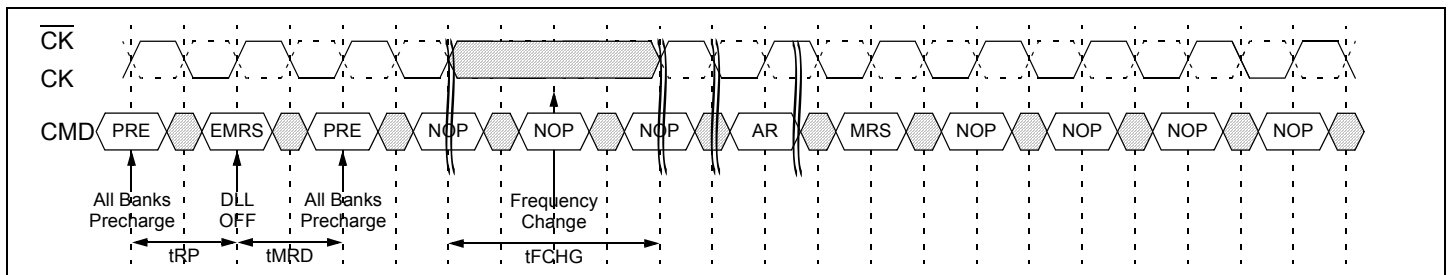 CK
CK
CMD PRE EMRS PRE NOP NOP NOP AR MRS NOP NOP NOP NOP
All Banks Precharge
DLL OFF
All Banks Precharge
Frequency Change
tRP
tMRD
tFCHG